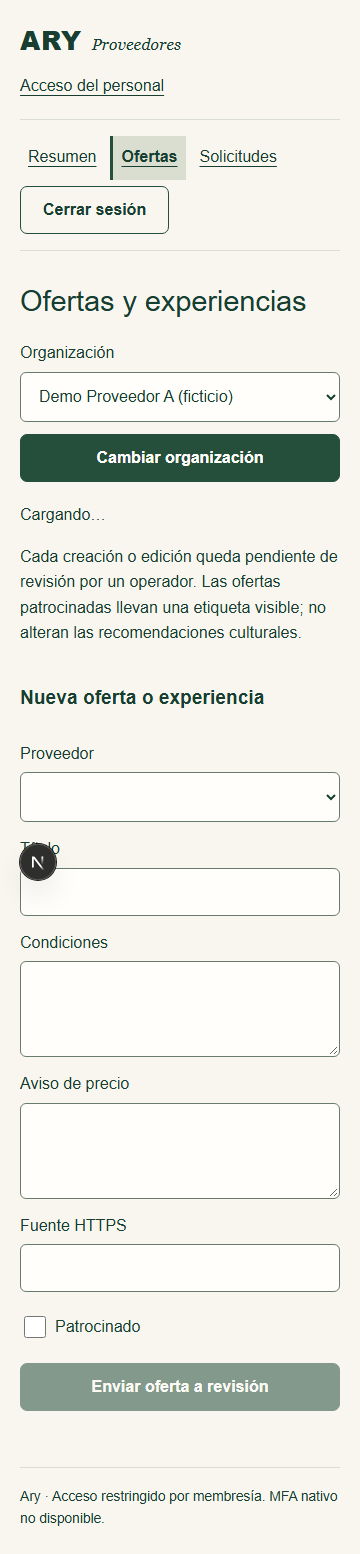 ARY Proveedores
Acceso del personal
Resumen Ofertas Solicitudes
Cerrar sesión
Ofertas y experiencias
Organización
Demo Proveedor A (ficticio)
Cambiar organización
Cargando…
Cada creación o edición queda pendiente de
revisión por un operador. Las ofertas
patrocinadas llevan una etiqueta visible; no
alteran las recomendaciones culturales.
Nueva oferta o experiencia
Proveedor
Título
N
Condiciones
Aviso de precio
Fuente HTTPS
Patrocinado
Enviar oferta a revisión
Ary · Acceso restringido por membresía. MFA nativo
no disponible.